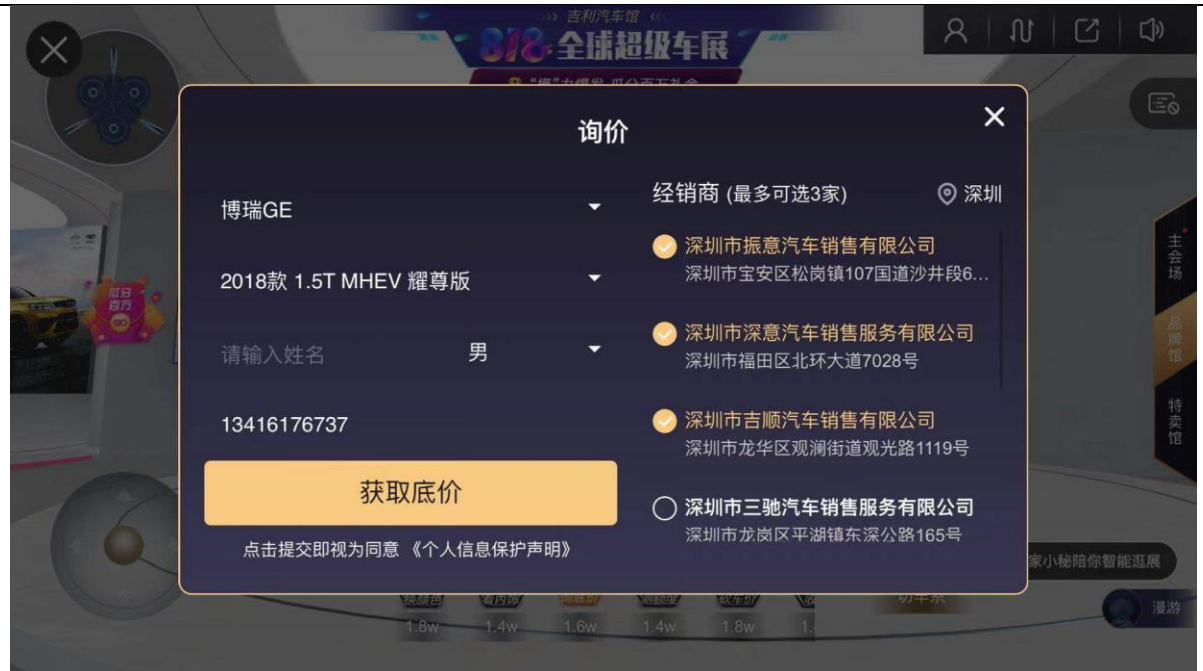 吉利汽车馆
818 全球超级车展
询价
博瑞GE
2018款 1.5T MHEV 耀尊版
请输入姓名
男
13416176737
获取底价
点击提交即视为同意 《个人信息保护声明》
经销商 (最多可选3家)
深圳
深圳市振意汽车销售有限公司
深圳市宝安区松岗镇107国道沙井段6...
深圳市深意汽车销售服务有限公司
深圳市福田区北环大道7028号
深圳市吉顺汽车销售有限公司
深圳市龙华区观澜街道观光路1119号
深圳市三驰汽车销售服务有限公司
深圳市龙岗区平湖镇东深公路165号
主会场
品牌馆
特卖馆
瓜分
百万
家小秘陪你智能逛展
漫游
切车系
1.8w
1.4w
1.6w
1.4w
1.8w